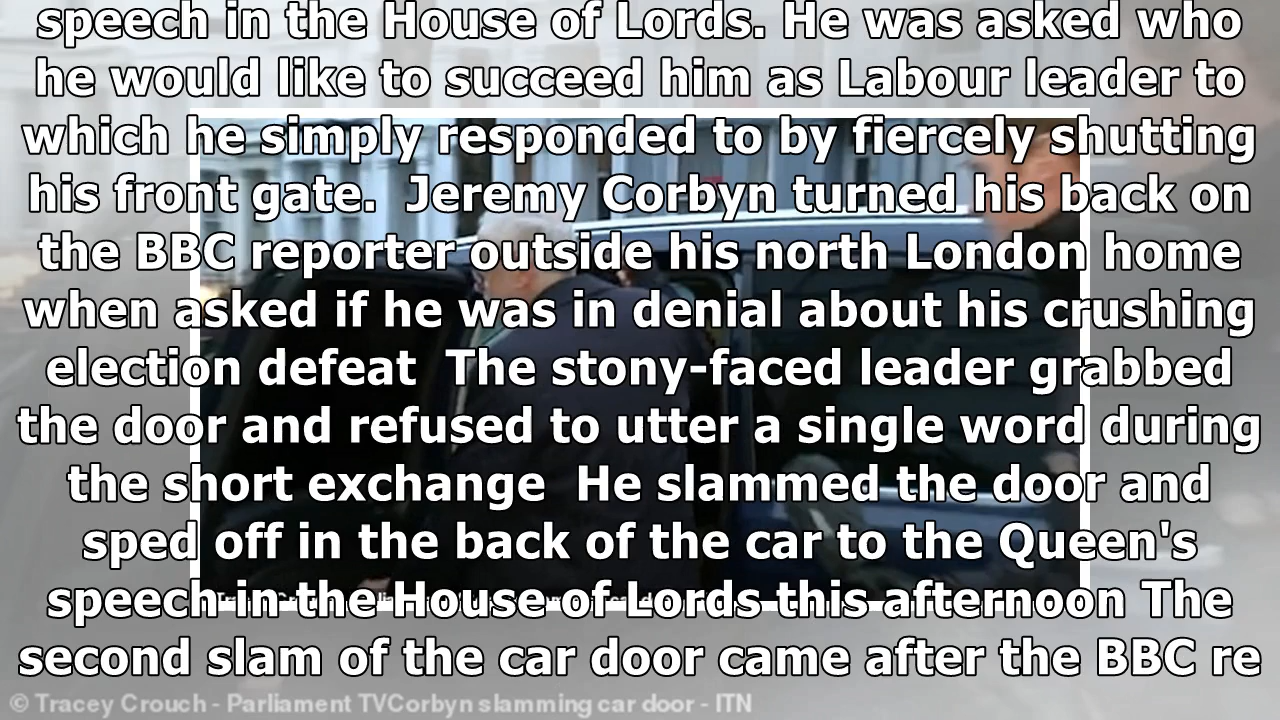 speech in the House of Lords. He was asked who
he would like to succeed him as Labour leader to
which he simply responded to by fiercely shutting
his front gate.  Jeremy Corbyn turned his back on
the BBC reporter outside his north London home
when asked if he was in denial about his crushing
election defeat  The stony-faced leader grabbed
the door and refused to utter a single word during
the short exchange  He slammed the door and
sped off in the back of the car to the Queen's
speech in the House of Lords this afternoon The
second slam of the car door came after the BBC re
© Tracey Crouch - Parliament TVCorbyn slamming car door - ITN